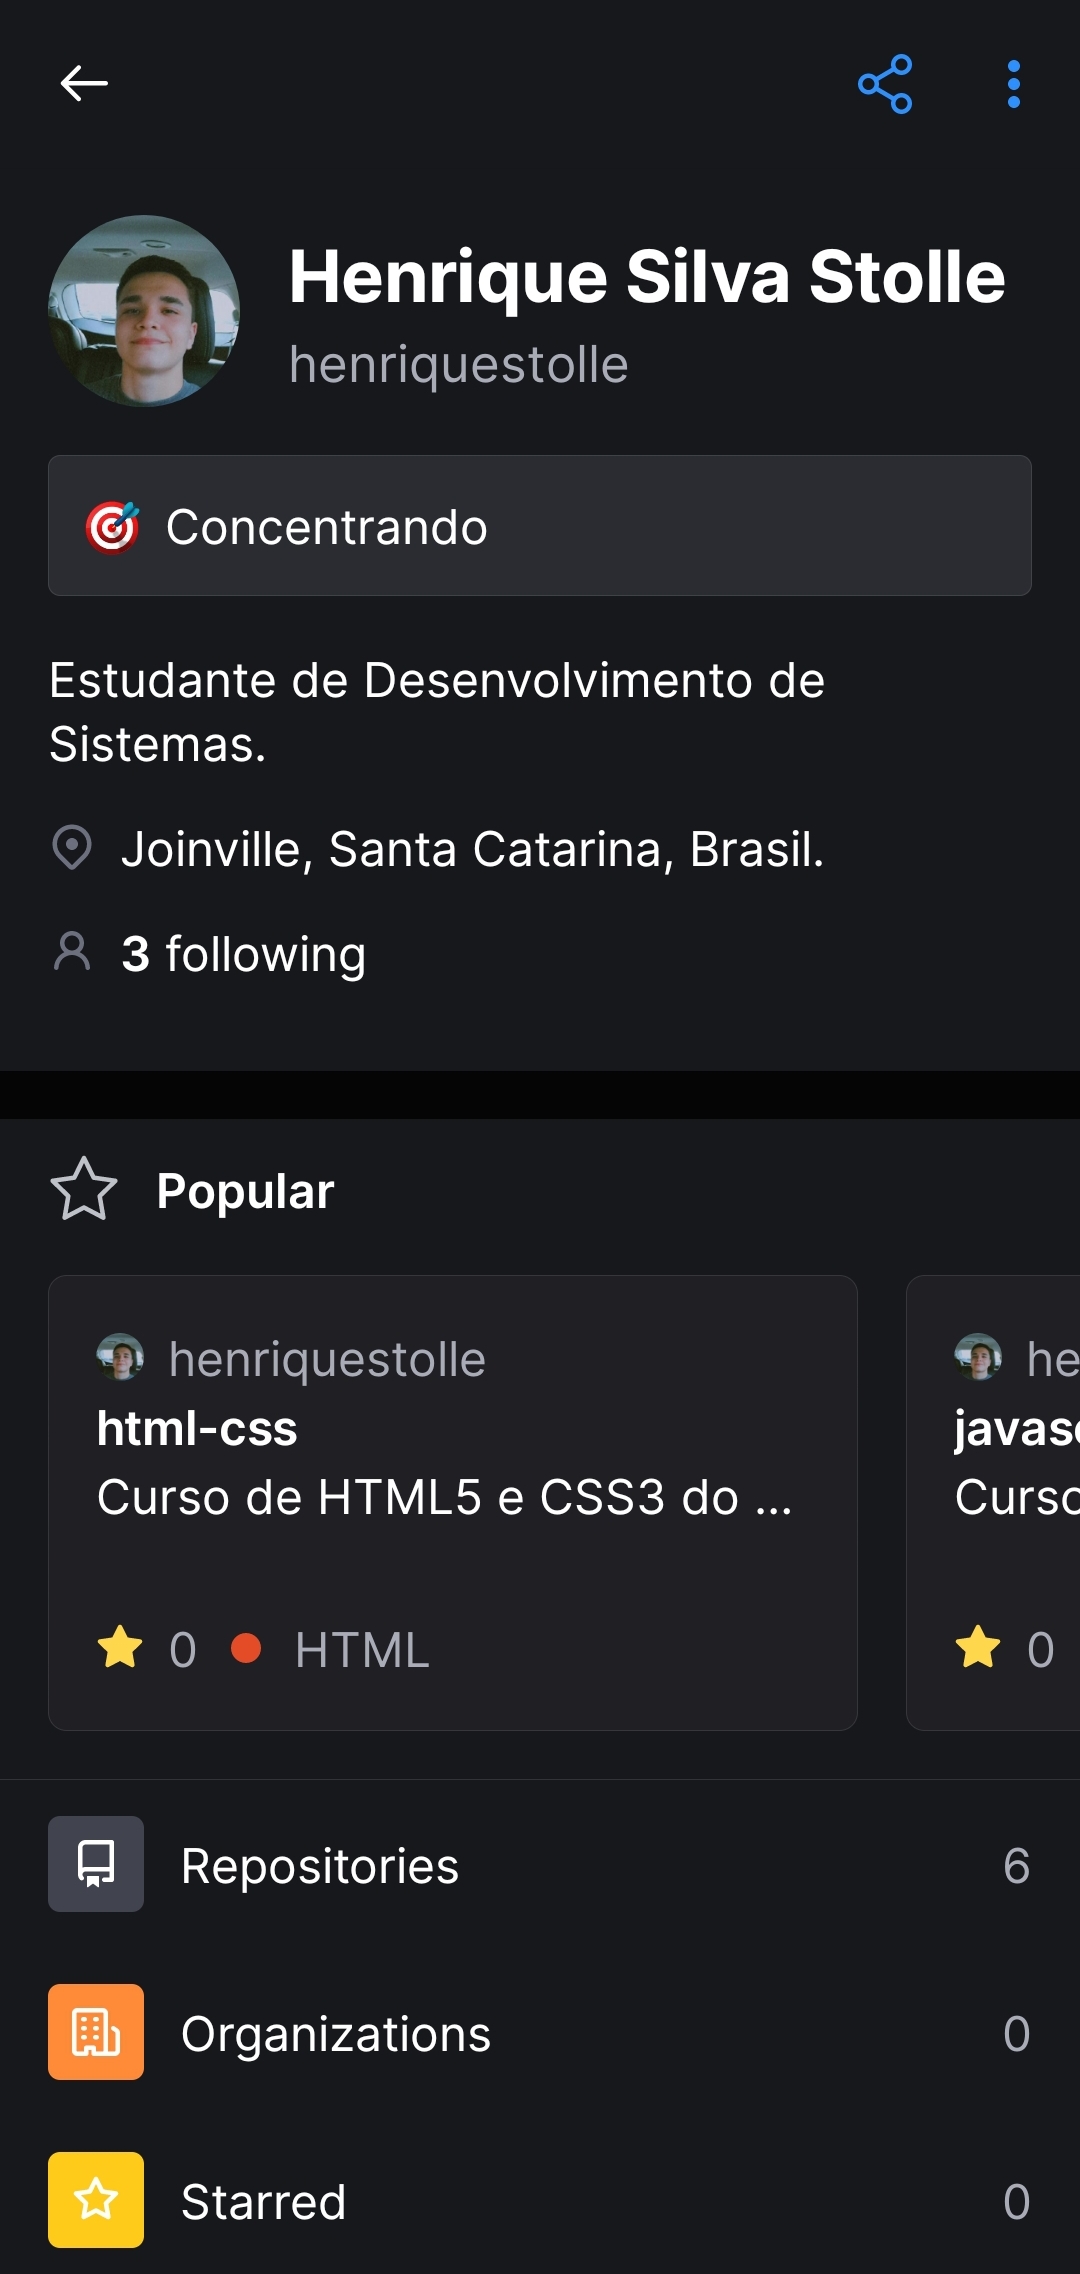 Henrique Silva Stolle
henriquestolle
Concentrando
Estudante de Desenvolvimento de
Sistemas.
Joinville, Santa Catarina, Brasil.
3 following
Popular
henriquestolle
html-css
Curso de HTML5 e CSS3 do ...
0 HTML
he
javasc
Curso
0
Repositories 6
Organizations 0
Starred 0